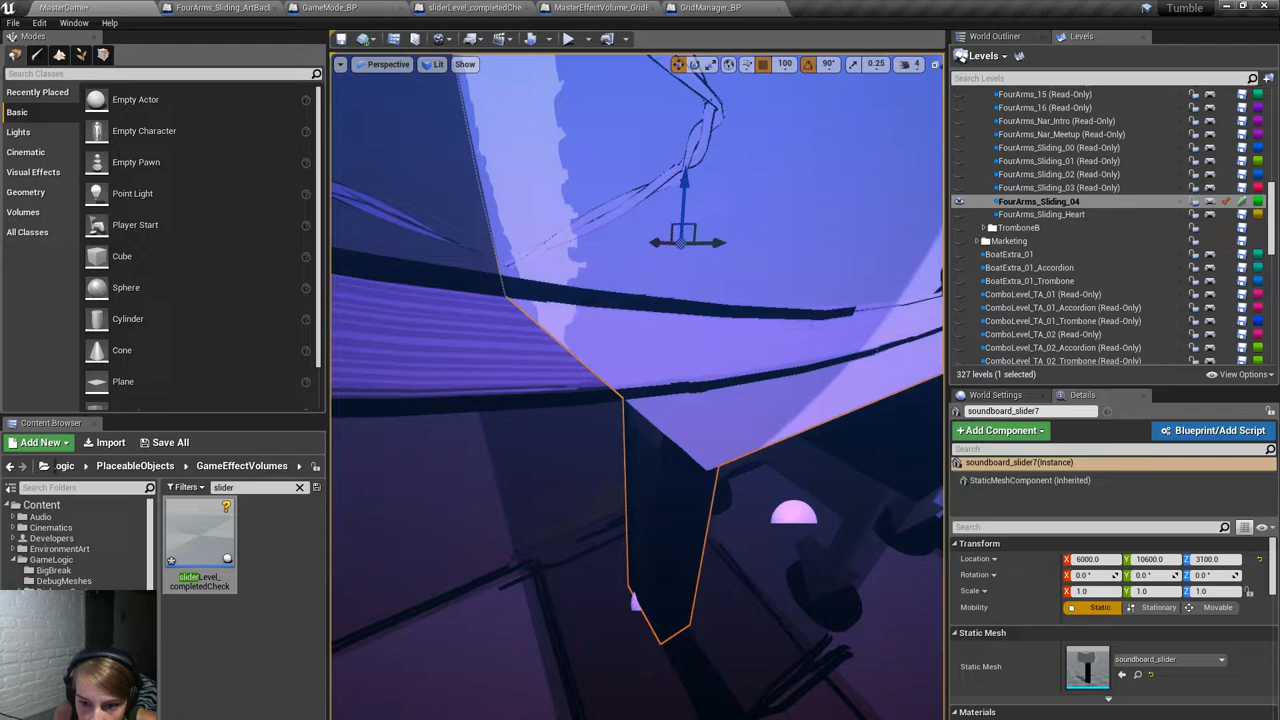 MasterGame*
FourArms_Sliding_ArtBacl
GameMode_BP
sliderLevel_completedChe
MasterEffectVolume_GridE
GridManager_BP
Tumble
File
Edit
Window
Help
Modes
Search Classes
Recently Placed
Basic
Lights
Cinematic
Visual Effects
Geometry
Volumes
All Classes
Empty Actor
Empty Character
Empty Pawn
Point Light
Player Start
Cube
Sphere
Cylinder
Cone
Plane
Perspective
Lit
Show
100
90°
0.25
4
World Outliner
Levels
Levels
Search Levels
FourArms_15 (Read-Only)
FourArms_16 (Read-Only)
FourArms_Nar_Intro (Read-Only)
FourArms_Nar_Meetup (Read-Only)
FourArms_Sliding_00 (Read-Only)
FourArms_Sliding_01 (Read-Only)
FourArms_Sliding_02 (Read-Only)
FourArms_Sliding_03 (Read-Only)
FourArms_Sliding_04
FourArms_Sliding_Heart
TromboneB
Marketing
BoatExtra_01
BoatExtra_01_Accordion
BoatExtra_01_Trombone
ComboLevel_TA_01 (Read-Only)
ComboLevel_TA_01_Accordion (Read-Only)
ComboLevel_TA_01_Trombone (Read-Only)
ComboLevel_TA_02 (Read-Only)
ComboLevel_TA_02_Accordion (Read-Only)
ComboLevel_TA_02_Trombone (Read-Only)
327 levels (1 selected)
View Options
World Settings
Details
soundboard_slider7
+Add Component
Blueprint/Add Script
Search
soundboard_slider7(Instance)
StaticMeshComponent (Inherited)
Search
Transform
Location
X 6000.0
Y 10600.0
Z 3100.0
Rotation
X 0.0°
Y 0.0°
Z 0.0°
Scale
X 1.0
Y 1.0
Z 1.0
Mobility
Static
Stationary
Movable
Static Mesh
Static Mesh
soundboard_slider
Materials
Content Browser
Add New
Import
Save All
ogic
PlaceableObjects
GameEffectVolumes
Search Folders
Filters
slider
Content
Audio
Cinematics
Developers
EnvironmentArt
GameLogic
BigBreak
DebugMeshes
sliderLevel_
completedCheck